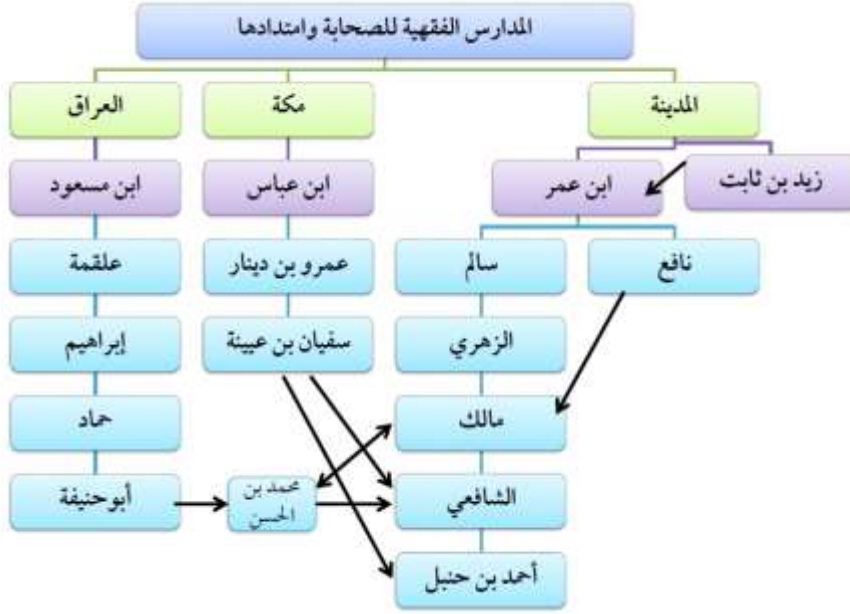 المدارس الفقهية للصحابة وامتدادها
المدينة
مكة
العراق
زيد بن ثابت
ابن عمر
ابن عباس
ابن مسعود
نافع
سالم
عمرو بن دينار
علقمة
الزهري
سفيان بن عيينة
إبراهيم
مالك
حماد
الشافعي
محمد بن
الحسن
أبوحنيفة
أحمد بن حنبل